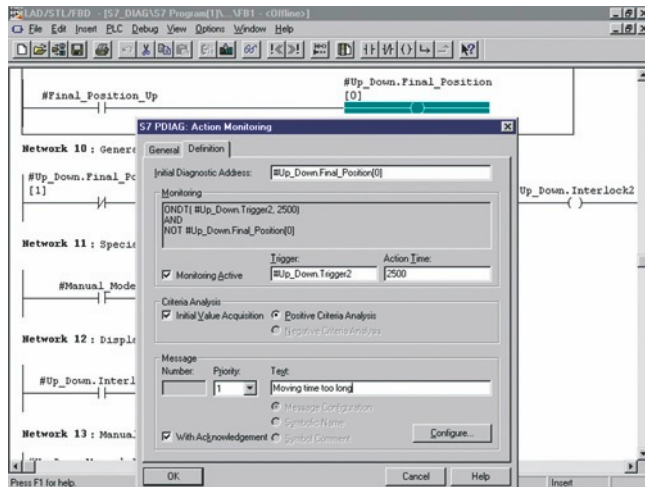 LAD/STL/FBD - [S7_DIAG\S7 Program[1]\...\FB1 - <Offline>]
File Edit Insert PLC Debug View Options Window Help
#Up_Down.Final_Position
#Final_Position_Up [0]
S7 PDIAG: Action Monitoring
General Definition
Network 10 : Genera
Initial Diagnostic Address: #Up_Down.Final_Position[0]
#Up_Down.Final_Po
[1]
Monitoring
ONDT( #Up_Down.Trigger2, 2500)
AND
NOT #Up_Down.Final_Position[0]
Up_Down.Interlock2
Network 11 : Specia
Trigger: Action Time:
Monitoring Active #Up_Down.Trigger2 2500
#Manual_Mode
Criteria Analysis
Initial Value Acquisition Positive Criteria Analysis
Negative Criteria Analysis
Network 12 : Displa
Message
Number: Priority: Text:
1 Moving time too long
#Up_Down.Interl
Message Configuration
Symbolic Name
Network 13 : Manua
With Acknowledgement Symbol Comment Configure...
OK Cancel Help
Press F1 for help. Insert